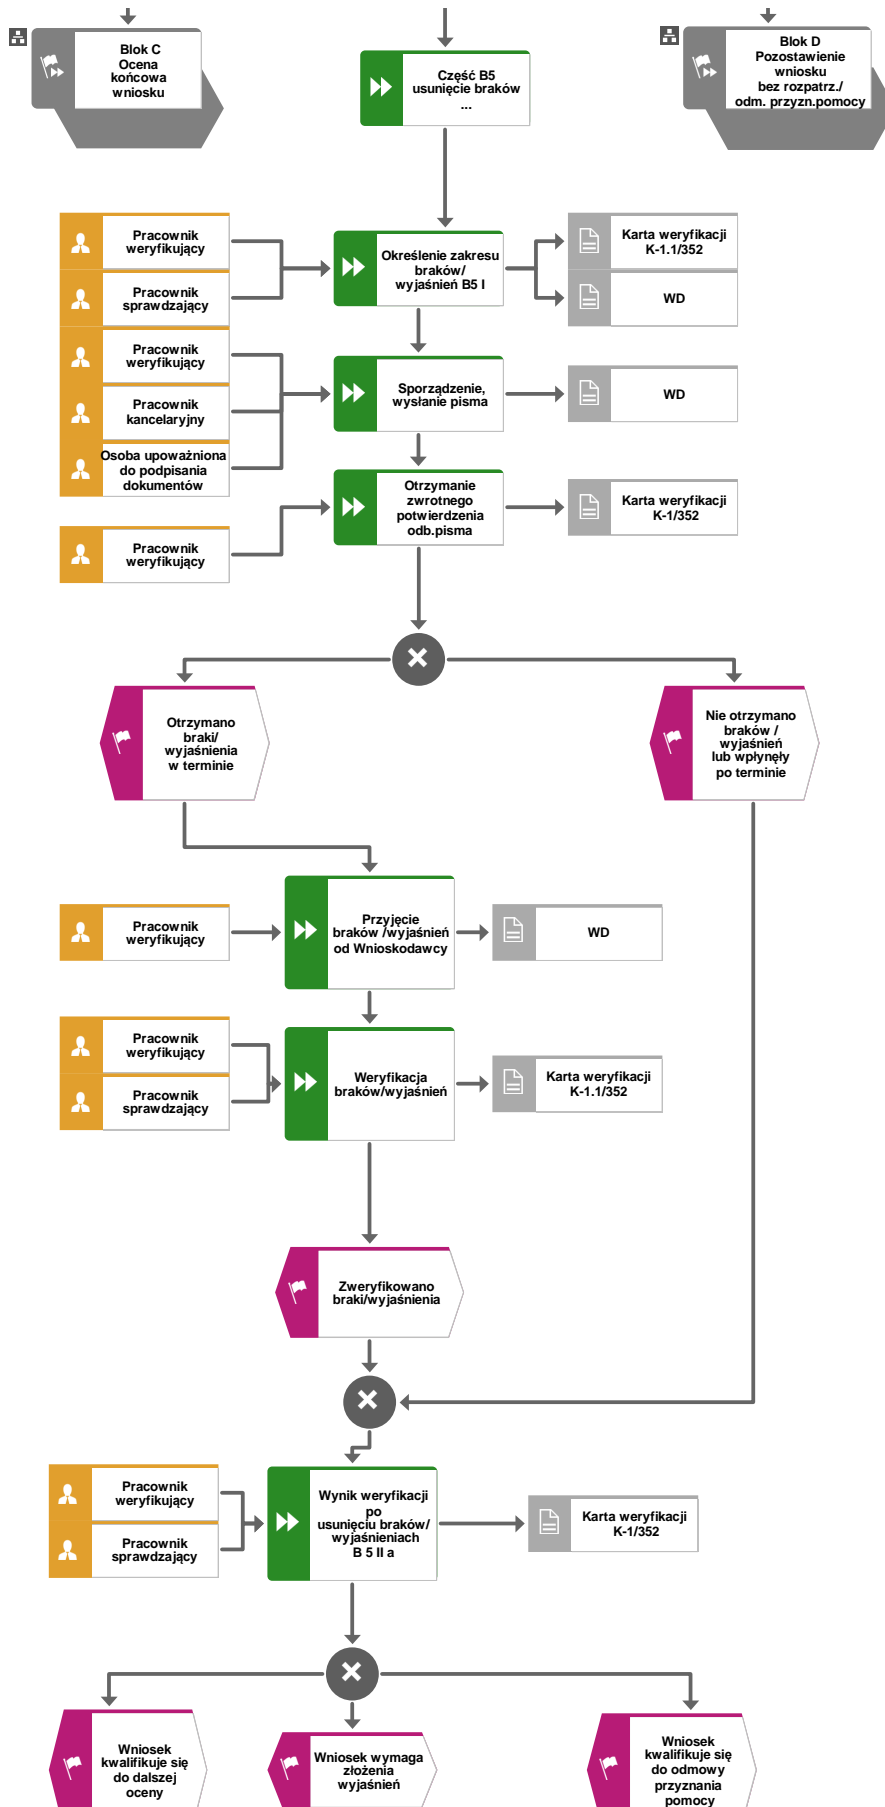 Blok C
Ocena
końcowa
wniosku
Część B5
usunięcie braków
...
Blok D
Pozostawienie
wniosku
bez rozpatrz./
odm. przyzn.pomocy
Pracownik
weryfikujący
Pracownik
sprawdzający
Określenie zakresu
braków/
wyjaśnień B5 I
Karta weryfikacji
K-1.1/352
WD
Pracownik
weryfikujący
Pracownik
kancelaryjny
Osoba upoważniona
do podpisania
dokumentów
Sporządzenie,
wysłanie pisma
WD
Pracownik
weryfikujący
Otrzymanie
zwrotnego
potwierdzenia
odb.pisma
Karta weryfikacji
K-1/352
Otrzymano
braki/
wyjaśnienia
w terminie
Nie otrzymano
braków /
wyjaśnień
lub wpłynęły
po terminie
Pracownik
weryfikujący
Przyjęcie
braków /wyjaśnień
od Wnioskodawcy
WD
Pracownik
weryfikujący
Pracownik
sprawdzający
Weryfikacja
braków/wyjaśnień
Karta weryfikacji
K-1.1/352
Zweryfikowano
braki/wyjaśnienia
Pracownik
weryfikujący
Pracownik
sprawdzający
Wynik weryfikacji
po
usunięciu braków/
wyjaśnieniach
B 5 II a
Karta weryfikacji
K-1/352
Wniosek
kwalifikuje się
do dalszej
oceny
Wniosek wymaga
złożenia
wyjaśnień
Wniosek
kwalifikuje się
do odmowy
przyznania
pomocy